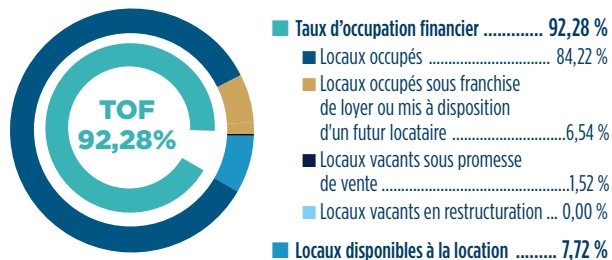 TOF
92,28%
Taux d'occupation financier ............. 92,28 %
Locaux occupés ................................ 84,22 %
Locaux occupés sous franchise
de loyer ou mis à disposition
d'un futur locataire ..............................6,54 %
Locaux vacants sous promesse
de vente ..................................................1,52 %
Locaux vacants en restructuration ... 0,00 %
Locaux disponibles à la location ......... 7,72 %